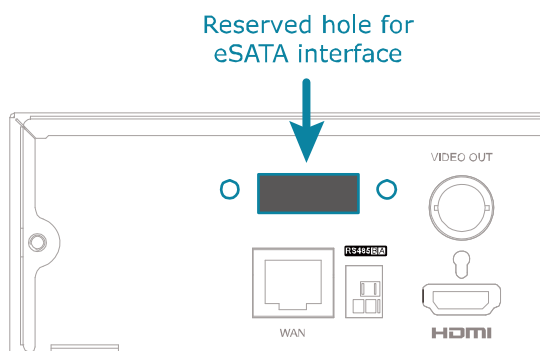 Reserved hole for
eSATA interface
VIDEO OUT
RS485 B A
WAN
HDMI